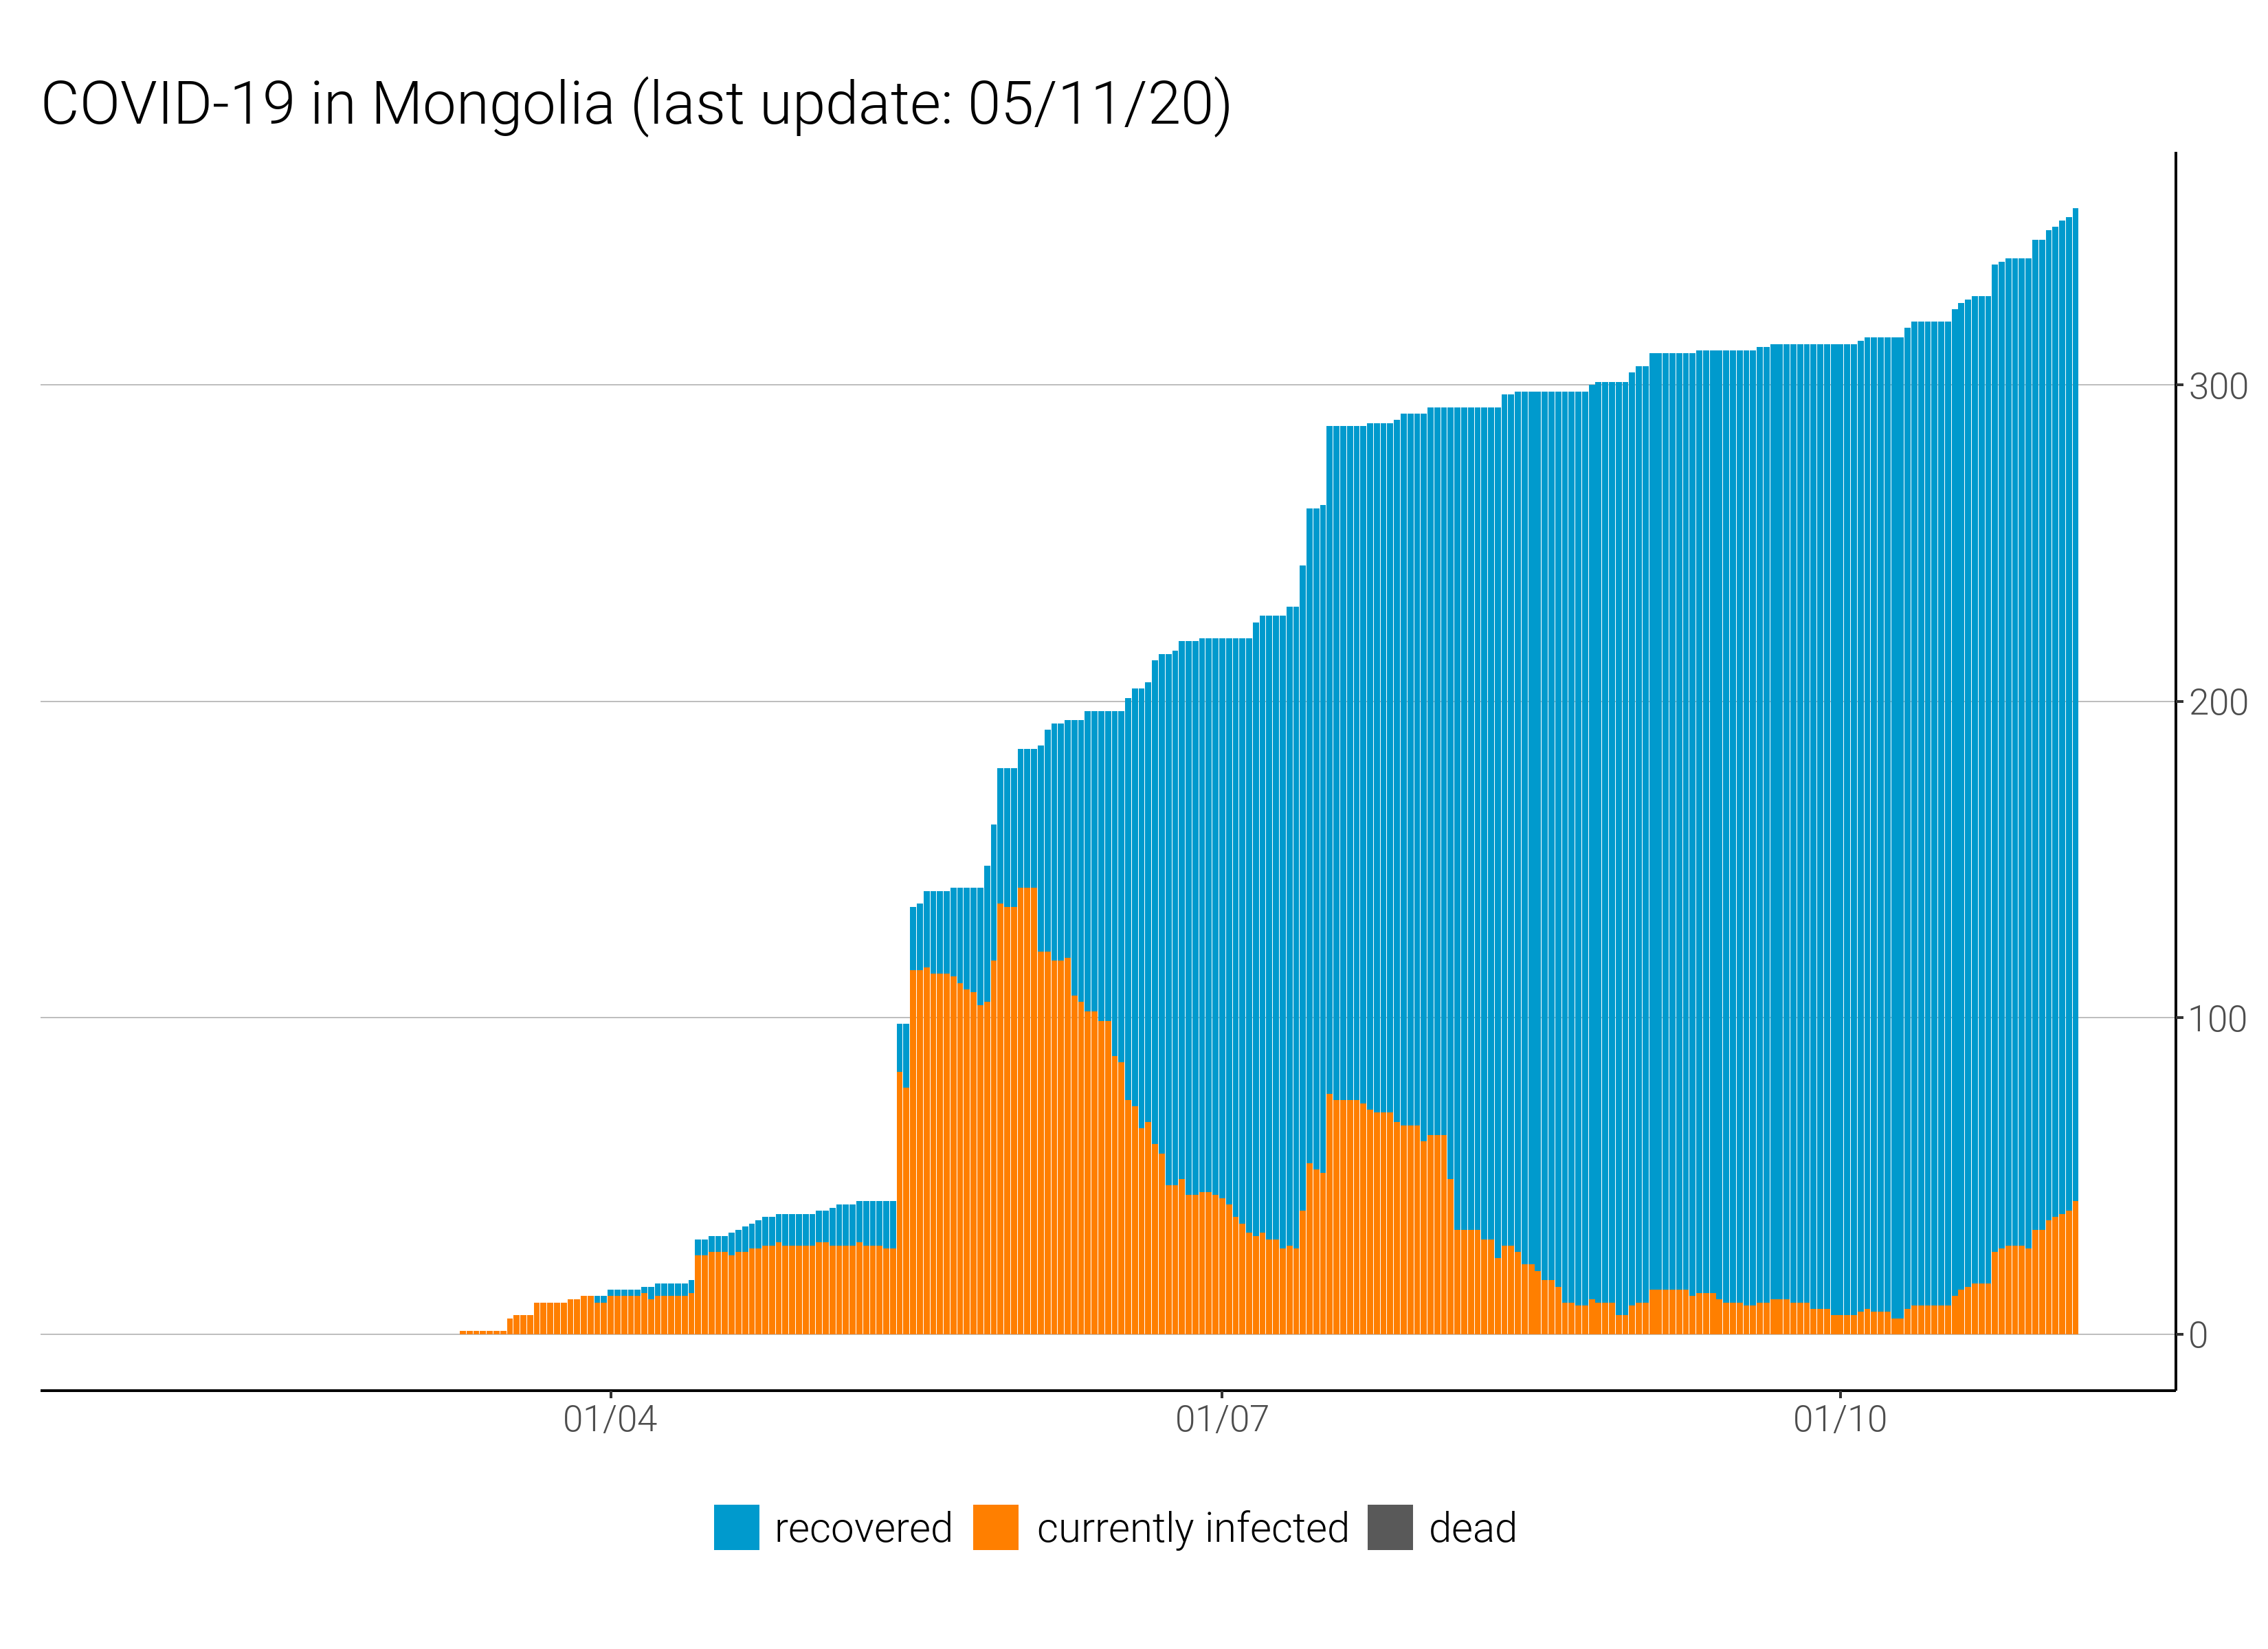 COVID-19 in Mongolia (last update: 05/11/20)
300
200
100
0
01/04 01/07 01/10
recovered currently infected dead